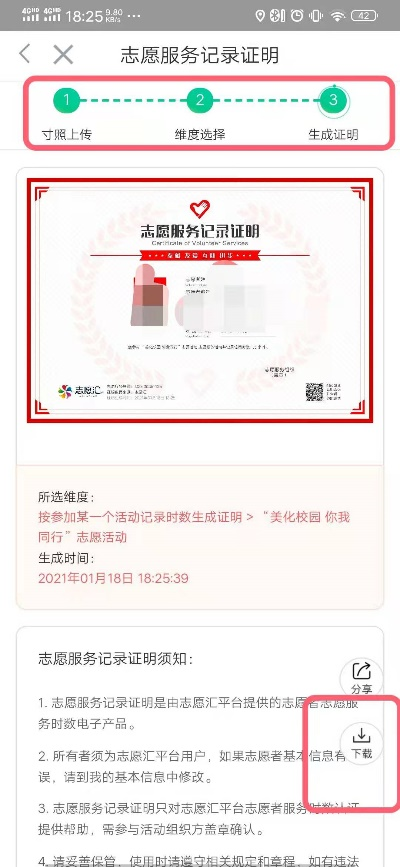 4GHD 4GHD 18:25 9.80 KB/s ··· 42
志愿服务记录证明
1 2 3
寸照上传 维度选择 生成证明
志愿服务记录证明
Certificate of Volunteer Services
志愿汇
所选维度：
按参加某一个活动记录时数生成证明 > “美化校园 你我
同行”志愿活动
生成时间：
2021年01月18日 18:25:39
志愿服务记录证明须知：
分享
1. 志愿服务记录证明是由志愿汇平台提供的志愿者志愿服
务时数电子产品。
下载
2. 所有者须为志愿汇平台用户，如果志愿者基本信息有
误，请到我的基本信息中修改。
3. 志愿服务记录证明只对志愿汇平台志愿者服务时数认证
提供帮助，需参与活动组织方盖章确认。
4. 请妥善保管，使用时请遵守相关规定和章程，如有违法